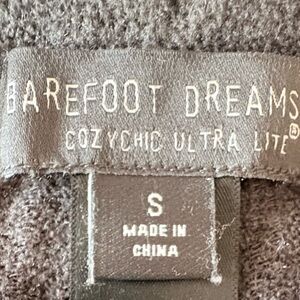 BAREFOOT DREAMS
COZYCHIC ULTRA LITE®
S
MADE IN
CHINA